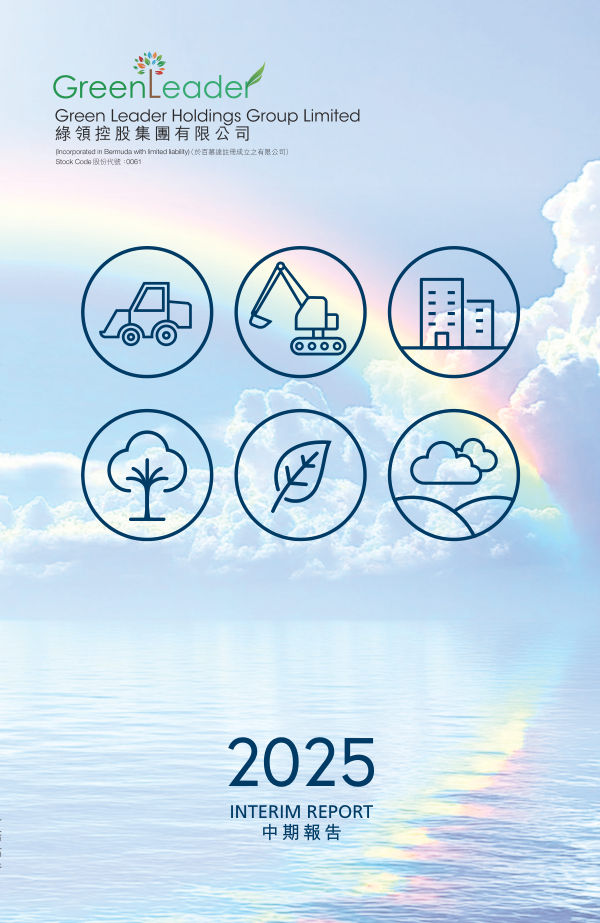 GreenLeader
Green Leader Holdings Group Limited
綠領控股集團有限公司
(Incorporated in Bermuda with limited liability) (於百慕達註冊成立之有限公司)
Stock Code 股份代號：0061
2025
INTERIM REPORT
中期報告